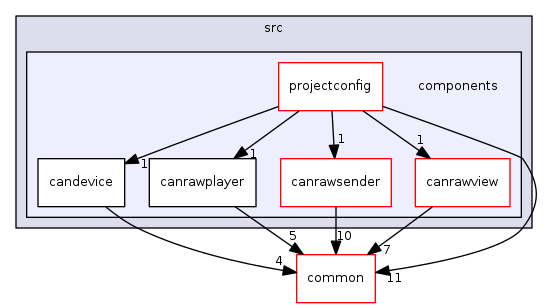 src
projectconfig
components
1
1
1
1
candevice
canrawplayer
canrawsender
canrawview
5
10
7
4
11
common